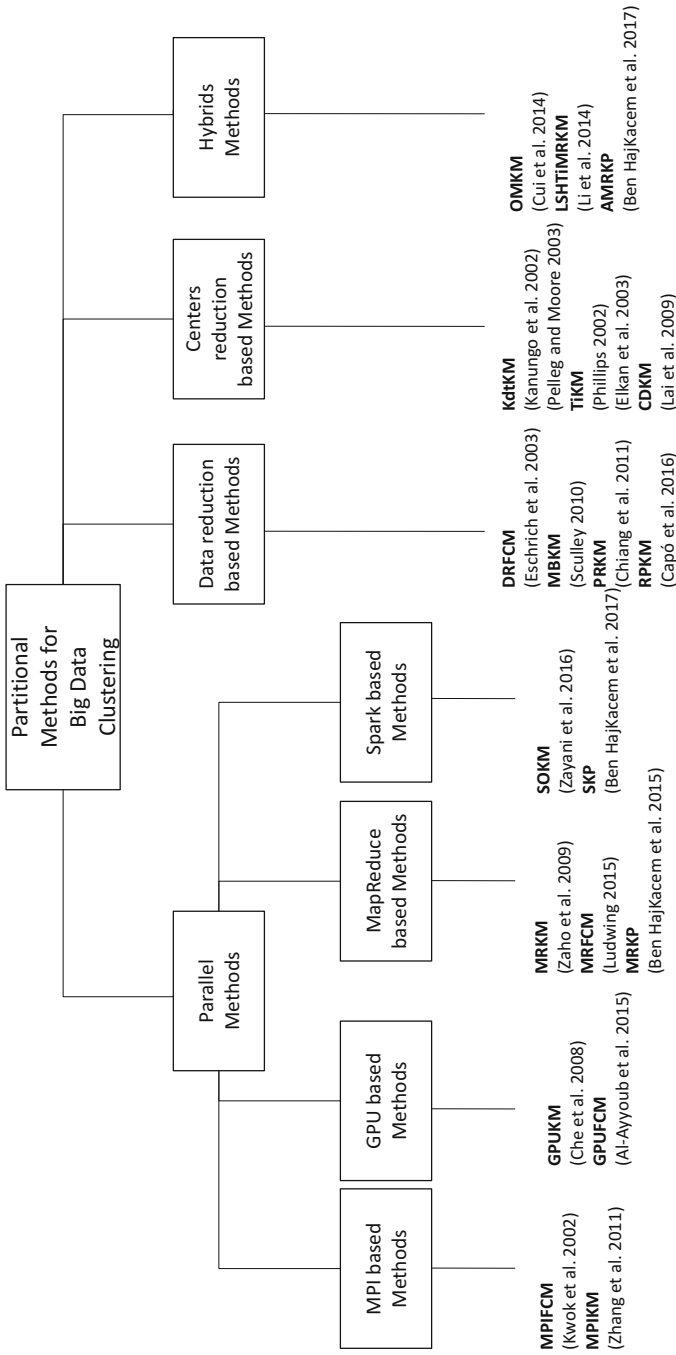 Partitional
Methods for
Big Data
Clustering
Parallel
Methods
Data reduction
based Methods
Centers
reduction
based Methods
Hybrids
Methods
MPI based
Methods
GPU based
Methods
MapReduce
based Methods
Spark based
Methods
MPIFCM
(Kwok et al. 2002)
MPIKM
(Zhang et al. 2011)
GPUKM
(Che et al. 2008)
GPUFCM
(Al-Ayyoub et al. 2015)
MRKM
(Zaho et al. 2009)
MRFCM
(Ludwing 2015)
MRKP
(Ben HajKacem et al. 2015)
SOKM
(Zayani et al. 2016)
SKP
(Ben HajKacem et al. 2017)
DRFCM
(Eschrich et al. 2003)
MBKM
(Sculley 2010)
PRKM
(Chiang et al. 2011)
RPKM
(Capó et al. 2016)
KdtKM
(Kanungo et al. 2002)
(Pelleg and Moore 2003)
TiKM
(Phillips 2002)
(Elkan et al. 2003)
CDKM
(Lai et al. 2009)
OMKM
(Cui et al. 2014)
LSHTiMRKM
(Li et al. 2014)
AMRKP
(Ben HajKacem et al. 2017)